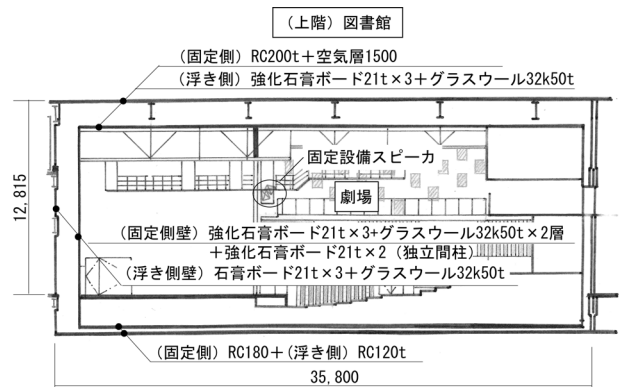 （上階）図書館
（固定側）RC200t＋空気層1500
（浮き側）強化石膏ボード21t×3＋グラスウール32k50t
固定設備スピーカ
劇場
12,815
（固定側壁）強化石膏ボード21t×3+グラスウール32k50t×2層
＋強化石膏ボード21t×2（独立間柱）
（浮き側壁）石膏ボード21t×3＋グラスウール32k50t
（固定側）RC180＋（浮き側）RC120t
35,800